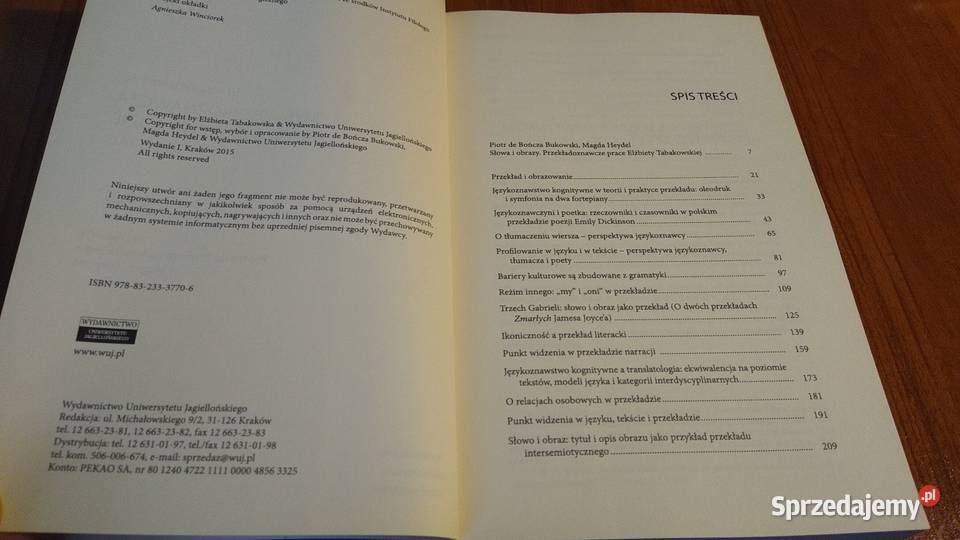 ze środków Instytutu Filologii
okładki
Agnieszka Winciorek
© Copyright by Elżbieta Tabakowska & Wydawnictwo Uniwersytetu Jagiellońskiego
© Copyright for wstęp, wybór i opracowanie by Piotr de Bończa Bukowski,
Magda Heydel & Wydawnictwo Uniwersytetu Jagiellońskiego
Wydanie I, Kraków 2015
All rights reserved
Niniejszy utwór ani żaden jego fragment nie może być reprodukowany, przetwarzany
i rozpowszechniany w jakikolwiek sposób za pomocą urządzeń elektronicznych,
mechanicznych, kopiujących, nagrywających i innych oraz nie może być przechowywany
w żadnym systemie informatycznym bez uprzedniej pisemnej zgody Wydawcy.
ISBN 978-83-233-3770-6
WYDAWNICTWO
UNIWERSYTETU
JAGIELLOŃSKIEGO
www.wuj.pl
Wydawnictwo Uniwersytetu Jagiellońskiego
Redakcja: ul. Michałowskiego 9/2, 31-126 Kraków
tel. 12 663-23-81, 12 663-23-82, fax 12 663-23-83
Dystrybucja: tel. 12 631-01-97, tel./fax 12 631-01-98
tel. kom. 506-006-674, e-mail: sprzedaz@wuj.pl
Konto: PEKAO SA, nr 80 1240 4722 1111 0000 4856 3325
SPIS TREŚCI
Piotr de Bończa Bukowski, Magda Heydel
Słowa i obrazy. Przekładoznawcze prace Elżbiety Tabakowskiej ............ 7
Przekład i obrazowanie ............ 21
Językoznawstwo kognitywne w teorii i praktyce przekładu: oleodruk
i symfonia na dwa fortepiany ............ 33
Językoznawczyni i poetka: rzeczowniki i czasowniki w polskim
przekładzie poezji Emily Dickinson ............ 43
O tłumaczeniu wiersza – perspektywa językoznawcy ............ 65
Profilowanie w języku i w tekście – perspektywa językoznawcy,
tłumacza i poety ............ 81
Bariery kulturowe są zbudowane z gramatyki ............ 97
Reżim innego: „my” i „oni” w przekładzie ............ 109
Trzech Gabrieli: słowo i obraz jako przekład (O dwóch przekładach
Zmarłych Jamesa Joyce'a) ............ 125
Ikoniczność a przekład literacki ............ 139
Punkt widzenia w przekładzie narracji ............ 159
Językoznawstwo kognitywne a translatologia: ekwiwalencja na poziomie
tekstów, modeli języka i kategorii interdyscyplinarnych ............ 173
O relacjach osobowych w przekładzie ............ 181
Punkt widzenia w języku, tekście i przekładzie ............ 191
Słowo i obraz: tytuł i opis obrazu jako przykład przekładu
intersemiotycznego ............ 209
Sprzedajemy.pl